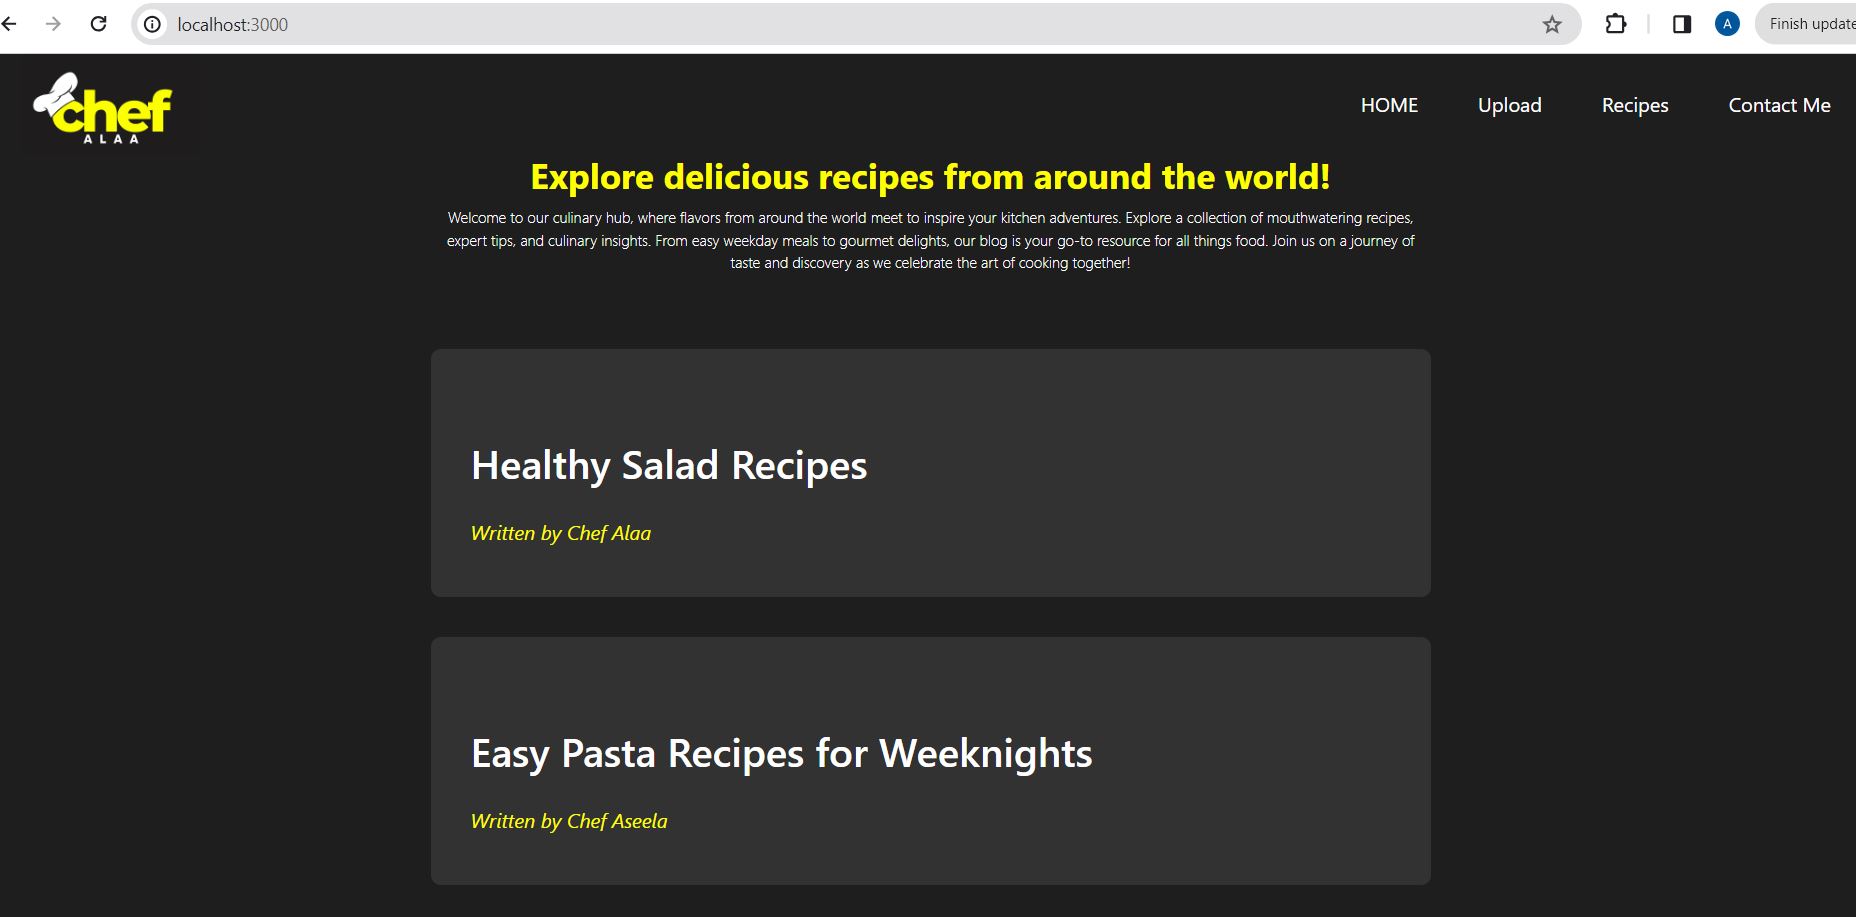 localhost:3000
A
Finish update
chef
ALAA
HOME Upload Recipes Contact Me
Explore delicious recipes from around the world!
Welcome to our culinary hub, where flavors from around the world meet to inspire your kitchen adventures. Explore a collection of mouthwatering recipes,
expert tips, and culinary insights. From easy weekday meals to gourmet delights, our blog is your go-to resource for all things food. Join us on a journey of
taste and discovery as we celebrate the art of cooking together!
Healthy Salad Recipes
Written by Chef Alaa
Easy Pasta Recipes for Weeknights
Written by Chef Aseela